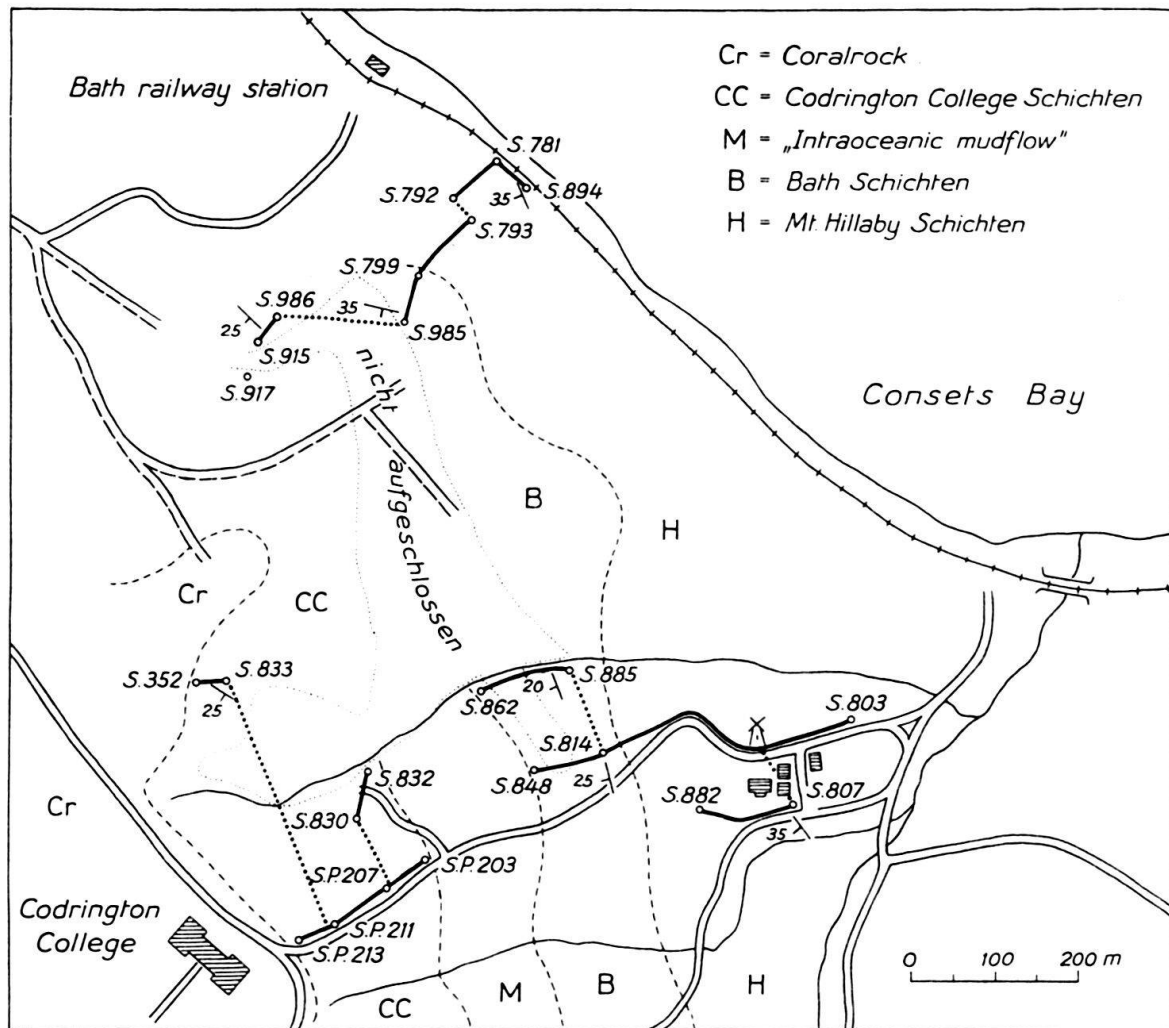 Bath railway station
Cr = Coralrock
CC = Codrington College Schichten
M = „Intraoceanic mudflow"
B = Bath Schichten
H = Mt. Hillaby Schichten
S.781
S.792
35
S.894
S.793
S.799
S.986
35
25
S.985
S.915
S.917
nicht
aufgeschlossen
Consets Bay
B
H
Cr
CC
S.352
S.833
25
S.885
20
S.862
S.803
S.814
S.848
25
S.882
S.807
35
Cr
S.832
S.830
S.P.203
S.P.207
S.P.211
S.P.213
Codrington
College
CC
M
B
H
0 100 200 m